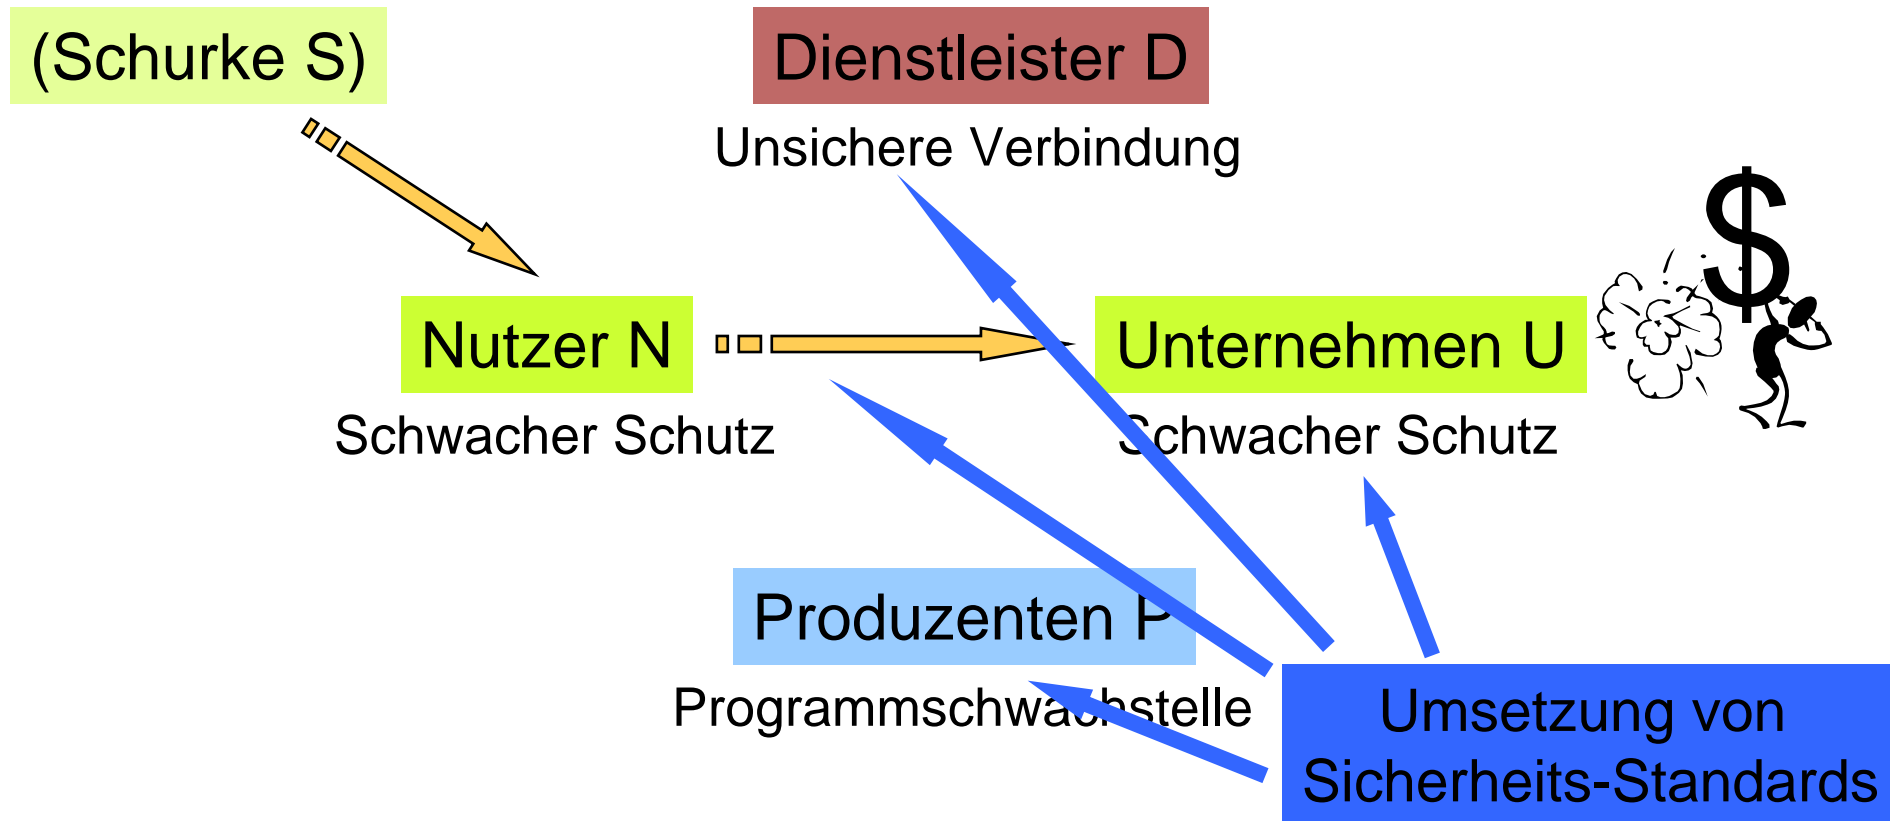 (Schurke S)
Dienstleister D
Unsichere Verbindung
$
Nutzer N
Unternehmen U
Schwacher Schutz
Schwacher Schutz
Produzenten P
Programmschwachstelle
Umsetzung von
Sicherheits-Standards